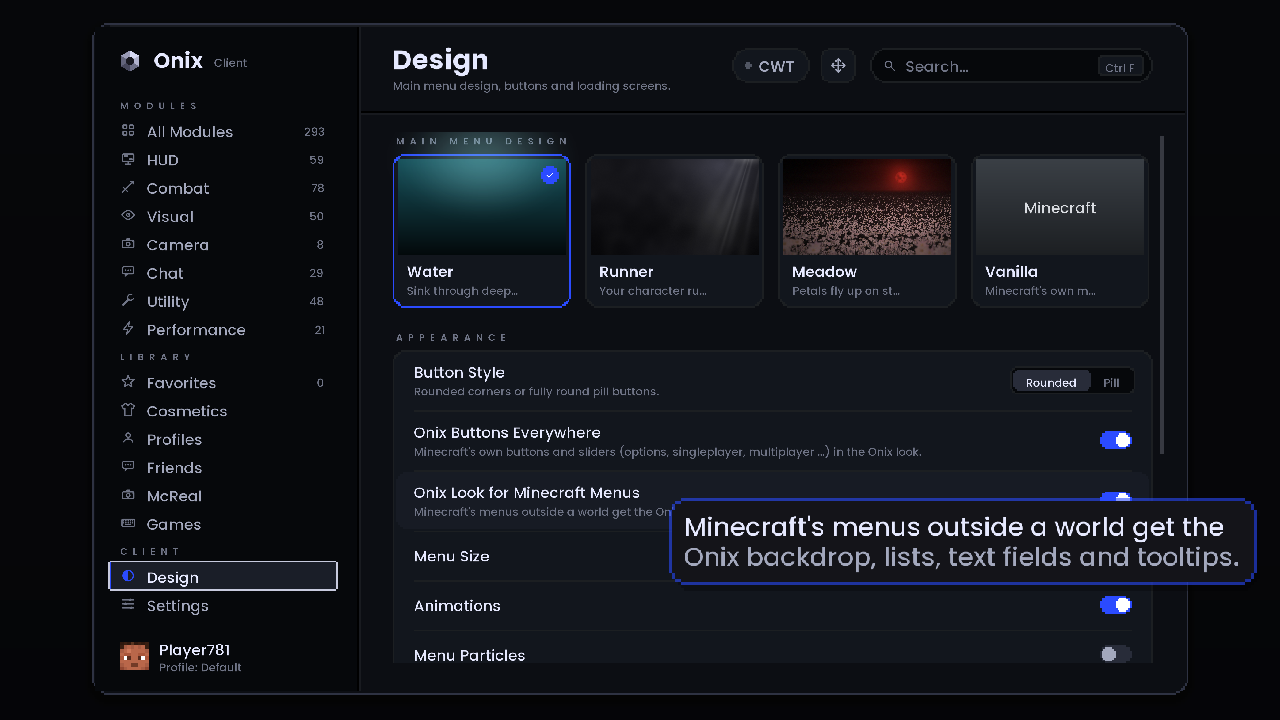 Onix Client
MODULES
All Modules 293
HUD 59
Combat 78
Visual 50
Camera 8
Chat 29
Utility 48
Performance 21
LIBRARY
Favorites 0
Cosmetics
Profiles
Friends
McReal
Games
CLIENT
Design
Settings
Player781
Profile: Default
Design
Main menu design, buttons and loading screens.
CWT
Search...
Ctrl F
MAIN MENU DESIGN
Water
Sink through deep...
Runner
Your character ru...
Meadow
Petals fly up on st...
Minecraft
Vanilla
Minecraft's own m...
APPEARANCE
Button Style
Rounded corners or fully round pill buttons.
Rounded Pill
Onix Buttons Everywhere
Minecraft's own buttons and sliders (options, singleplayer, multiplayer ...) in the Onix look.
Onix Look for Minecraft Menus
Minecraft's menus outside a world get the On
Minecraft's menus outside a world get the
Onix backdrop, lists, text fields and tooltips.
Menu Size
Animations
Menu Particles